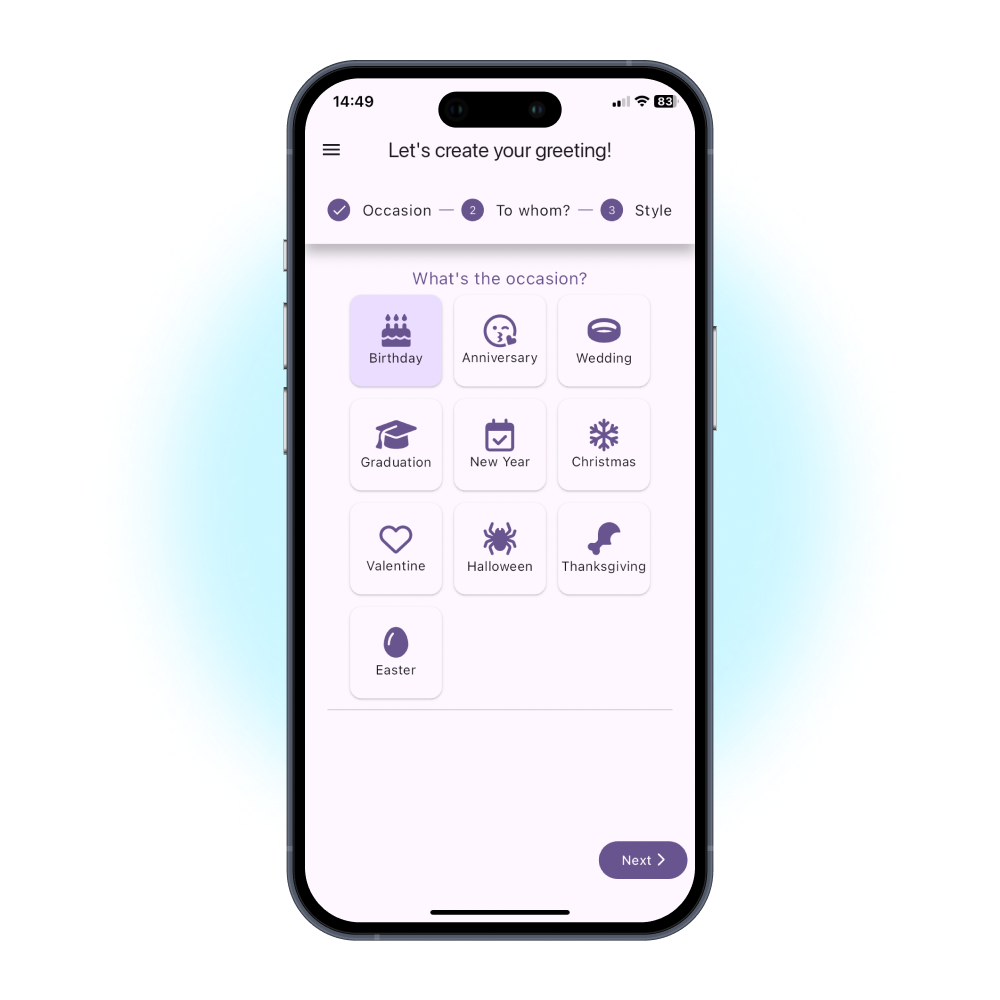 14:49 83
Let's create your greeting!
Occasion 2 To whom? 3 Style
What's the occasion?
Birthday Anniversary Wedding
Graduation New Year Christmas
Valentine Halloween Thanksgiving
Easter
Next